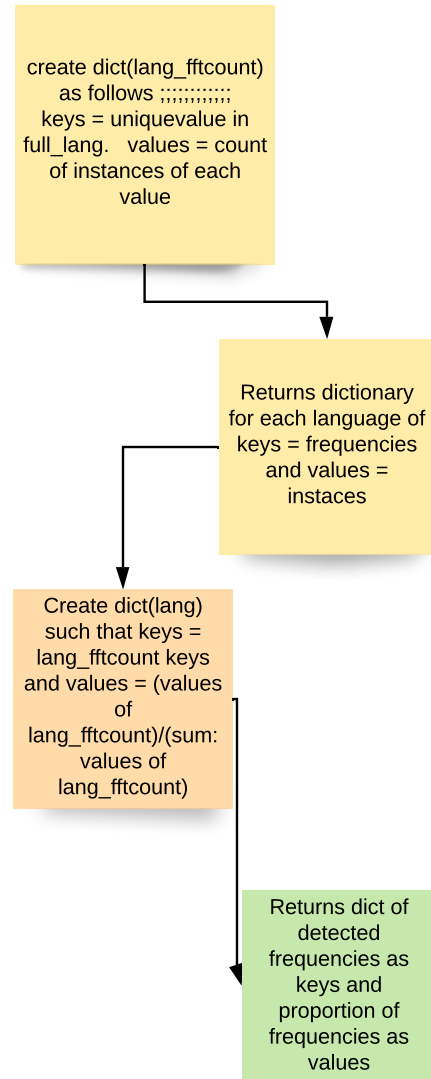 create dict(lang_fftcount)
as follows ;;;;;;;;;;;;
keys = uniquevalue in
full_lang.   values = count
of instances of each
value
Returns dictionary
for each language of
keys = frequencies
and values =
instaces
Create dict(lang)
such that keys =
lang_fftcount keys
and values = (values
of
lang_fftcount)/(sum:
values of
lang_fftcount)
Returns dict of
detected
frequencies as
keys and
proportion of
frequencies as
values